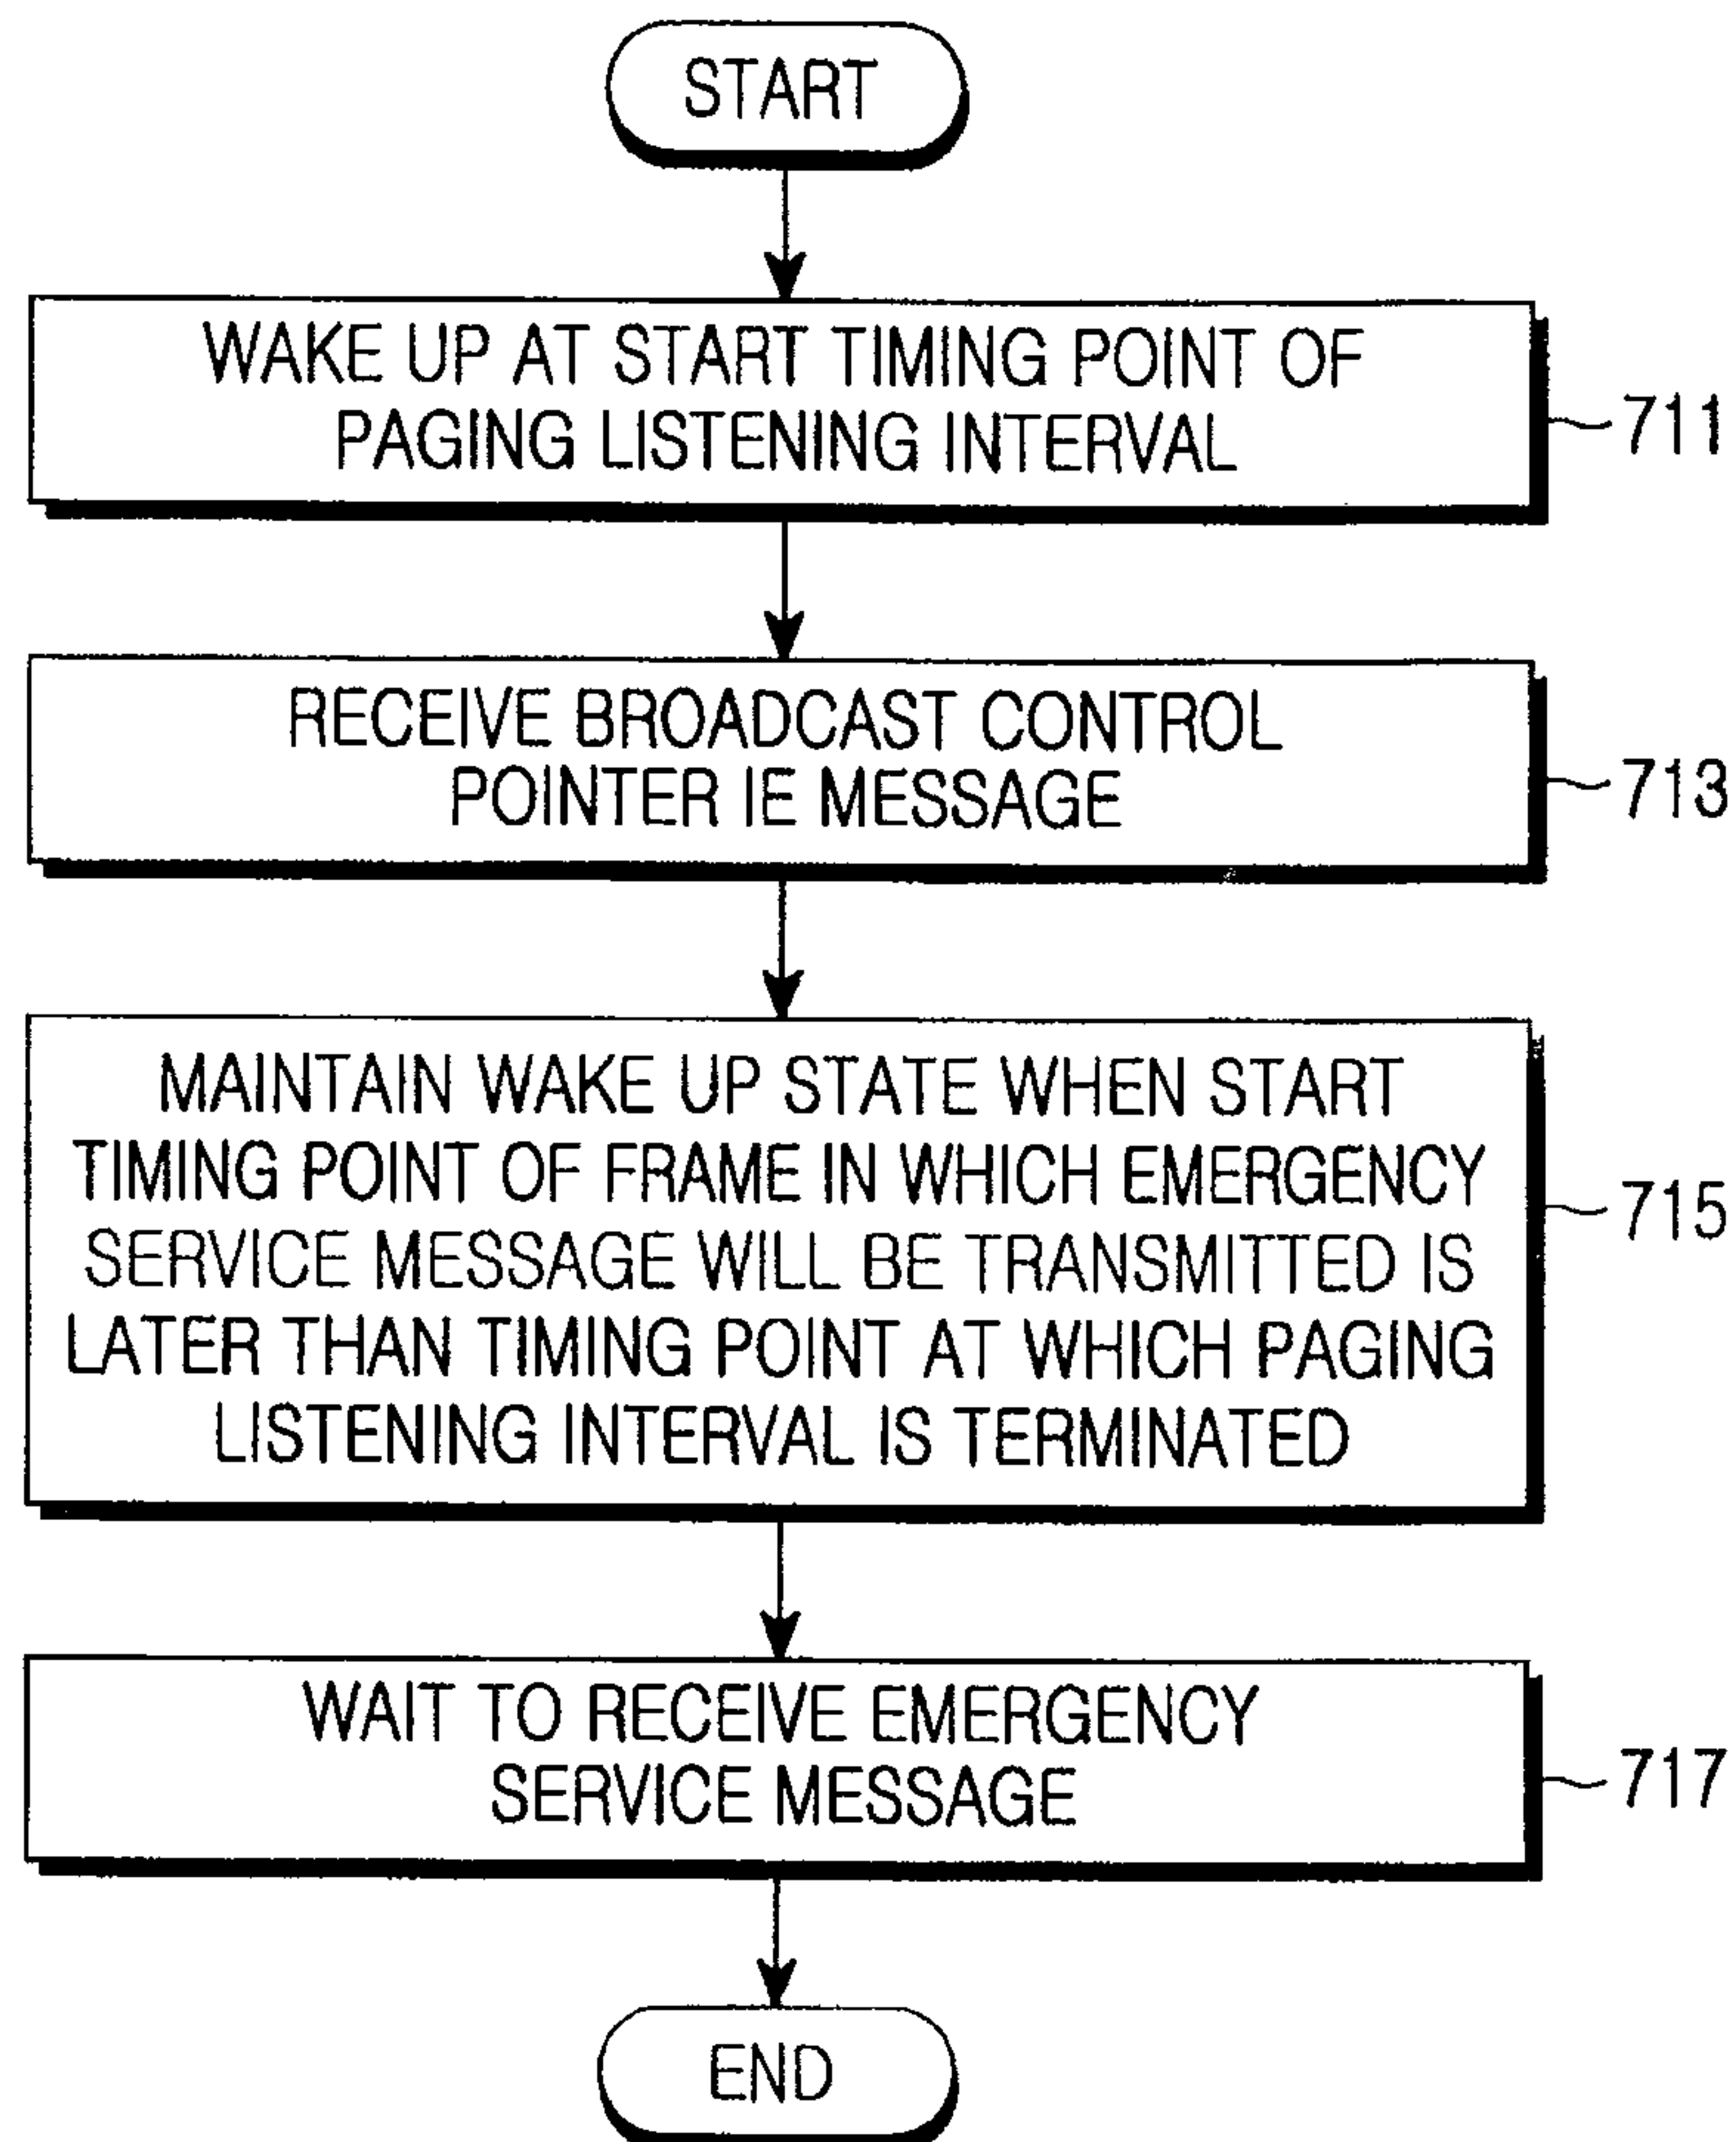 START
WAKE UP AT START TIMING POINT OF
PAGING LISTENING INTERVAL
711
RECEIVE BROADCAST CONTROL
POINTER IE MESSAGE
713
MAINTAIN WAKE UP STATE WHEN START
TIMING POINT OF FRAME IN WHICH EMERGENCY
SERVICE MESSAGE WILL BE TRANSMITTED IS
LATER THAN TIMING POINT AT WHICH PAGING
LISTENING INTERVAL IS TERMINATED
715
WAIT TO RECEIVE EMERGENCY
SERVICE MESSAGE
717
END